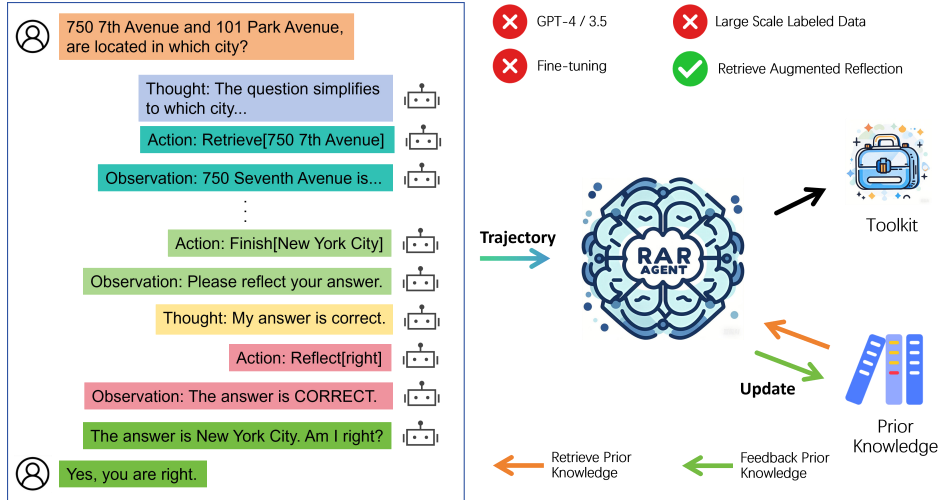 750 7th Avenue and 101 Park Avenue,
are located in which city?
Thought: The question simplifies
to which city...
Action: Retrieve[750 7th Avenue]
Observation: 750 Seventh Avenue is...
Action: Finish[New York City]
Observation: Please reflect your answer.
Thought: My answer is correct.
Action: Reflect[right]
Observation: The answer is CORRECT.
The answer is New York City. Am I right?
Yes, you are right.
GPT-4 / 3.5
Large Scale Labeled Data
Fine-tuning
Retrieve Augmented Reflection
Trajectory
RAR
AGENT
Toolkit
Update
Prior
Knowledge
Retrieve Prior
Knowledge
Feedback Prior
Knowledge